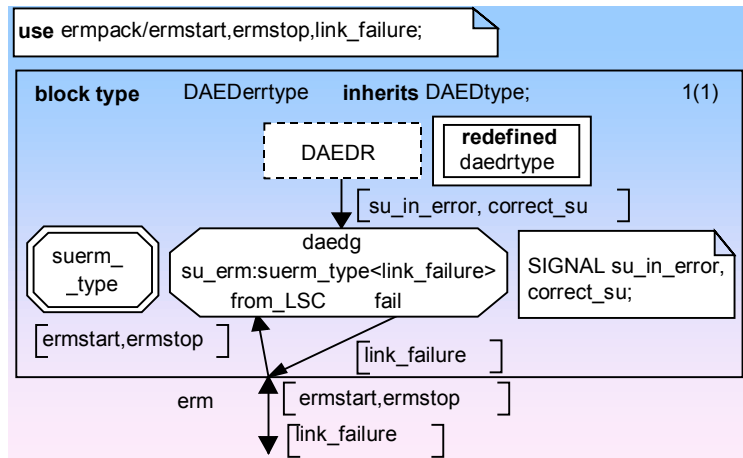 use ermpack/ermstart,ermstop,link_failure;
block type DAEDerrtype inherits DAEDtype; 1(1)
DAEDR
redefined
daedrtype
su_in_error, correct_su
daedg
su_erm:suerm_type<link_failure>
from_LSC fail
suerm_
_type
SIGNAL su_in_error,
correct_su;
ermstart,ermstop
link_failure
erm
ermstart,ermstop
link_failure